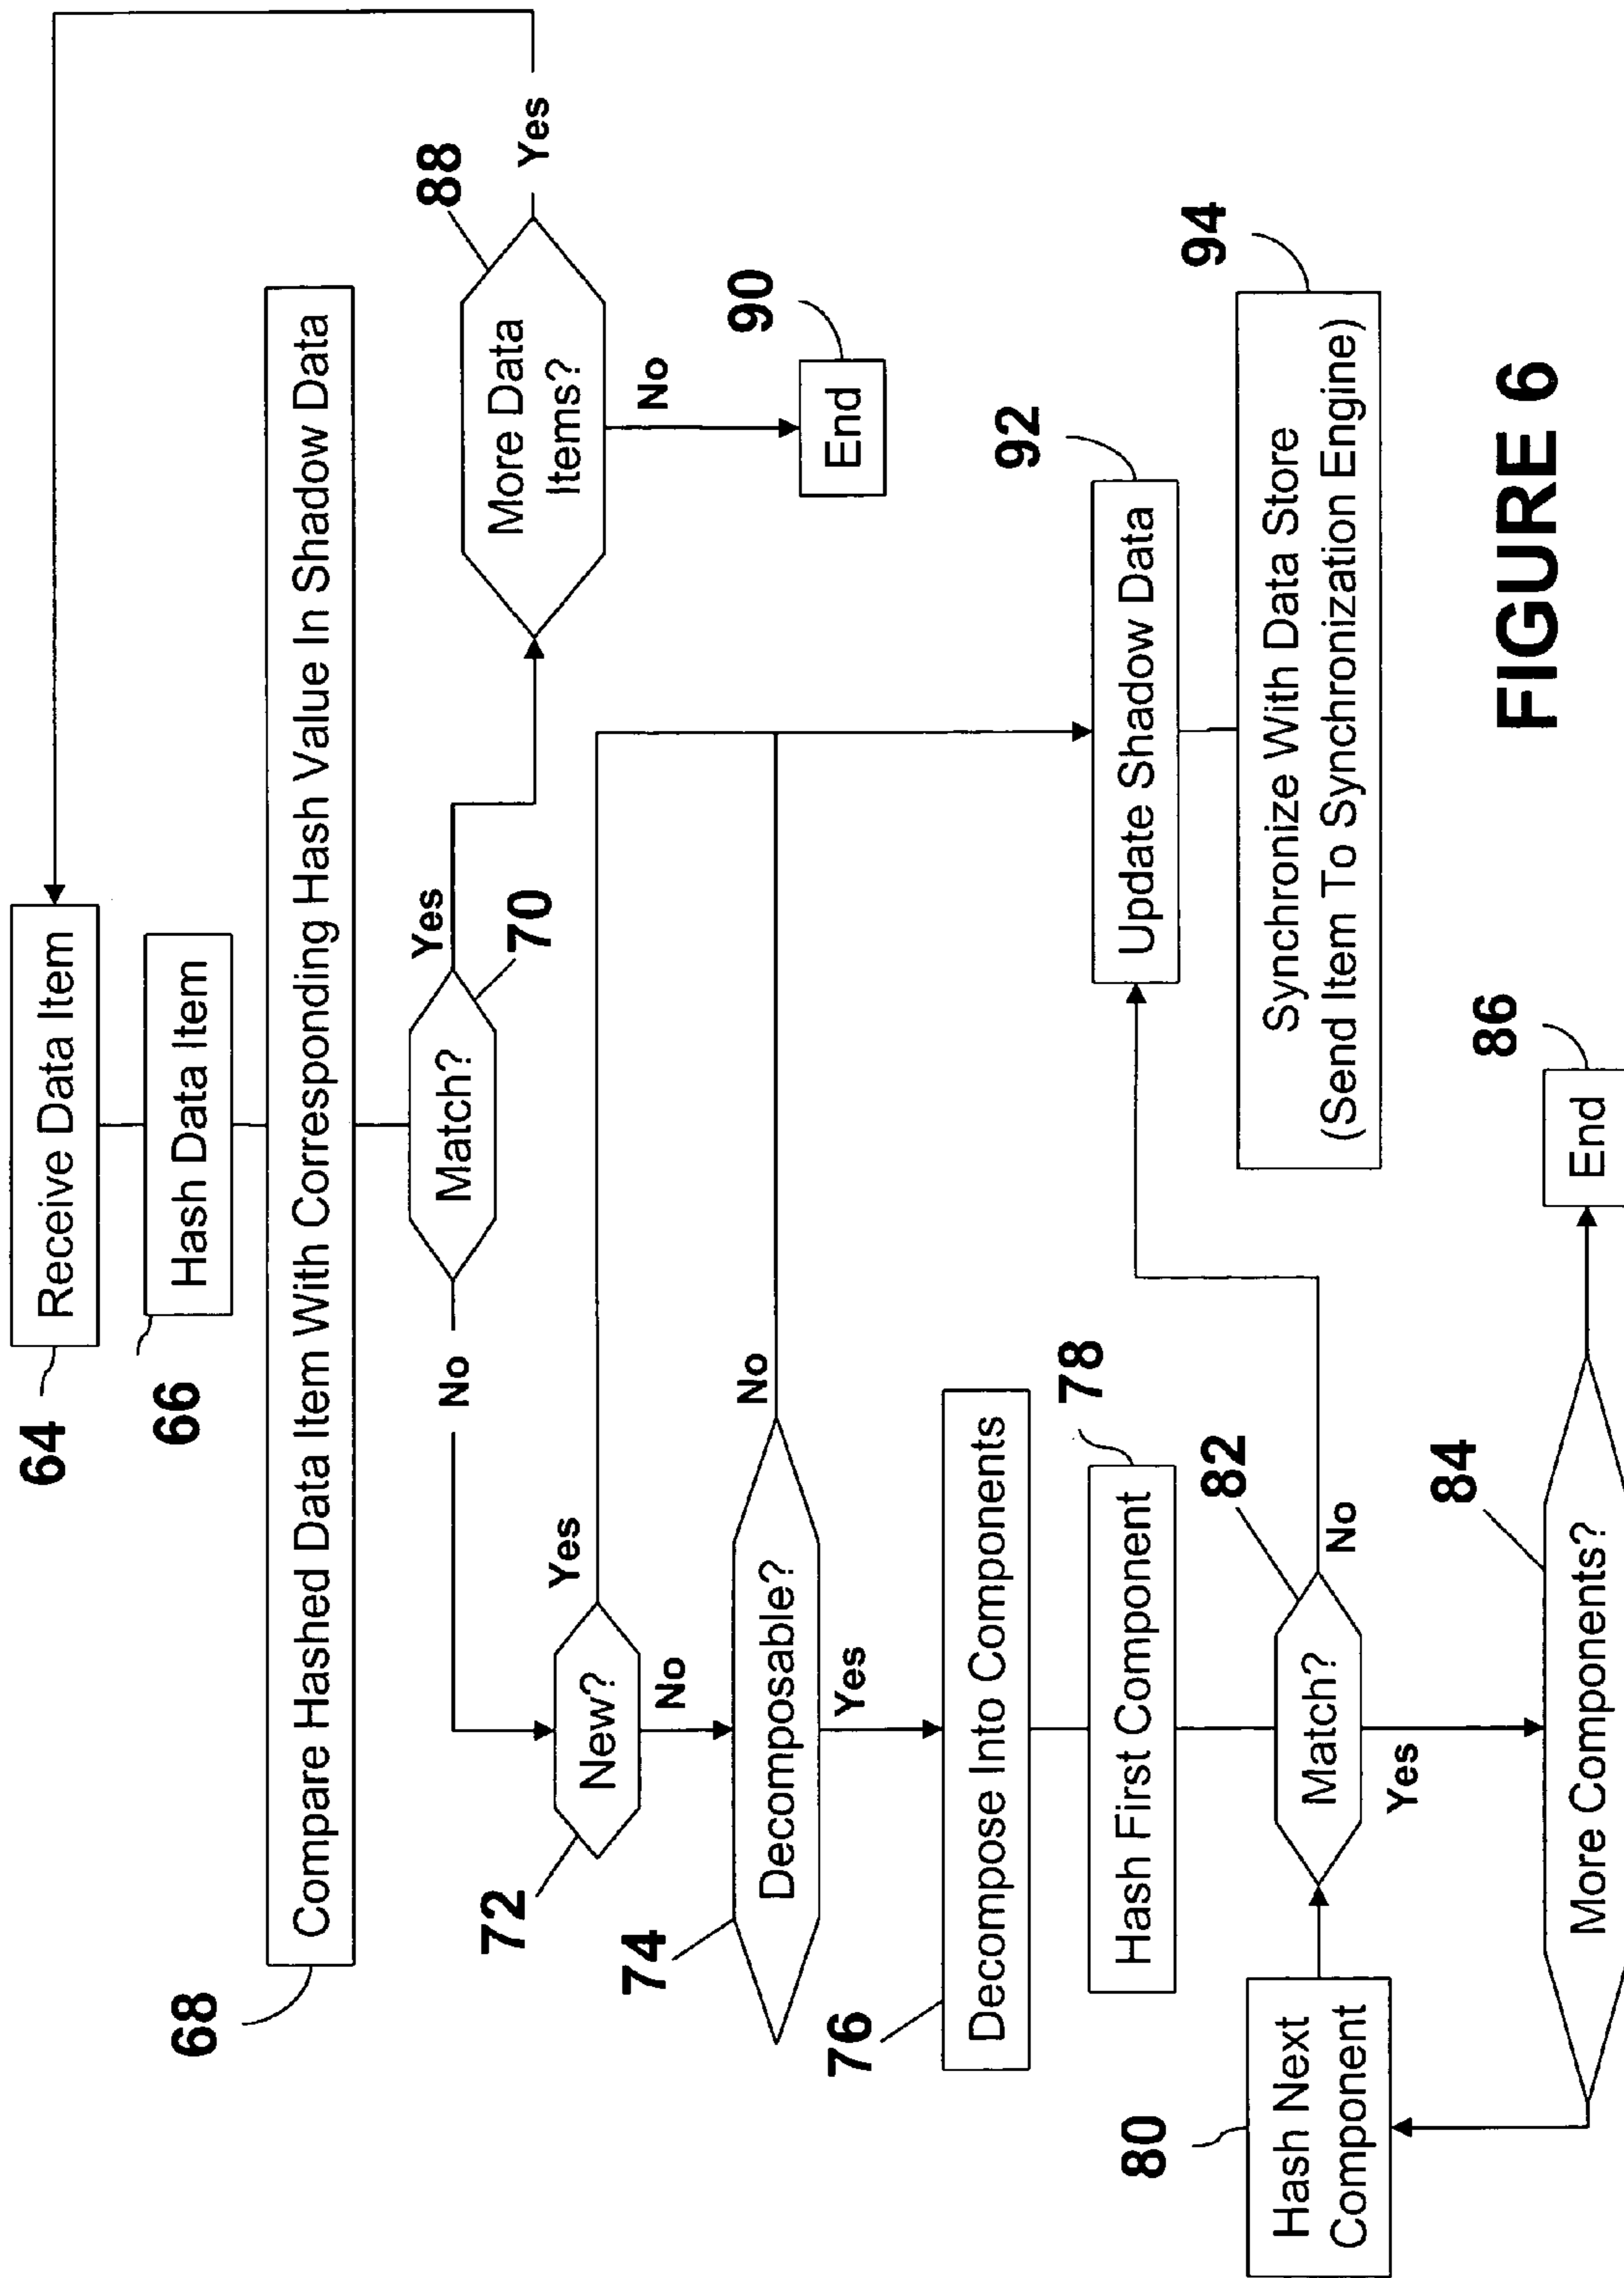 64
Receive Data Item
66
Hash Data Item
68
Compare Hashed Data Item With Corresponding Hash Value In Shadow Data
No
Match?
Yes
70
88
More Data
Items?
Yes
No
90
End
72
New?
Yes
No
74
Decomposable?
No
Yes
76
Decompose Into Components
78
Hash First Component
80
Hash Next
Component
82
Match?
No
Yes
84
More Components?
86
End
92
Update Shadow Data
94
Synchronize With Data Store
(Send Item To Synchronization Engine)
FIGURE 6